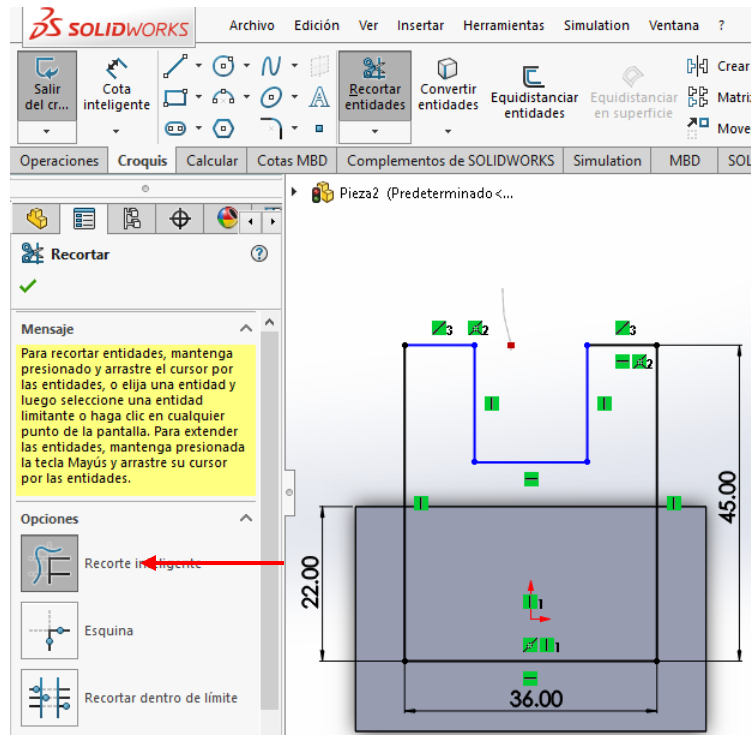 SOLIDWORKS
Archivo Edición Ver Insertar Herramientas Simulation Ventana ?
Salir del cr...
Cota inteligente
Recortar entidades
Convertir entidades
Equidistanciar entidades
Equidistanciar en superficie
Crear
Matri
Move
Operaciones Croquis Calcular Cotas MBD Complementos de SOLIDWORKS Simulation MBD SOL
Pieza2 (Predeterminado<...
Recortar
Mensaje
Para recortar entidades, mantenga
presionado y arrastre el cursor por
las entidades, o elija una entidad y
luego seleccione una entidad
limitante o haga clic en cualquier
punto de la pantalla. Para extender
las entidades, mantenga presionada
la tecla Mayús y arrastre su cursor
por las entidades.
Opciones
Recorte inteligente
Esquina
Recortar dentro de límite
3 2 3
2
45.00
22.00
1
1
36.00